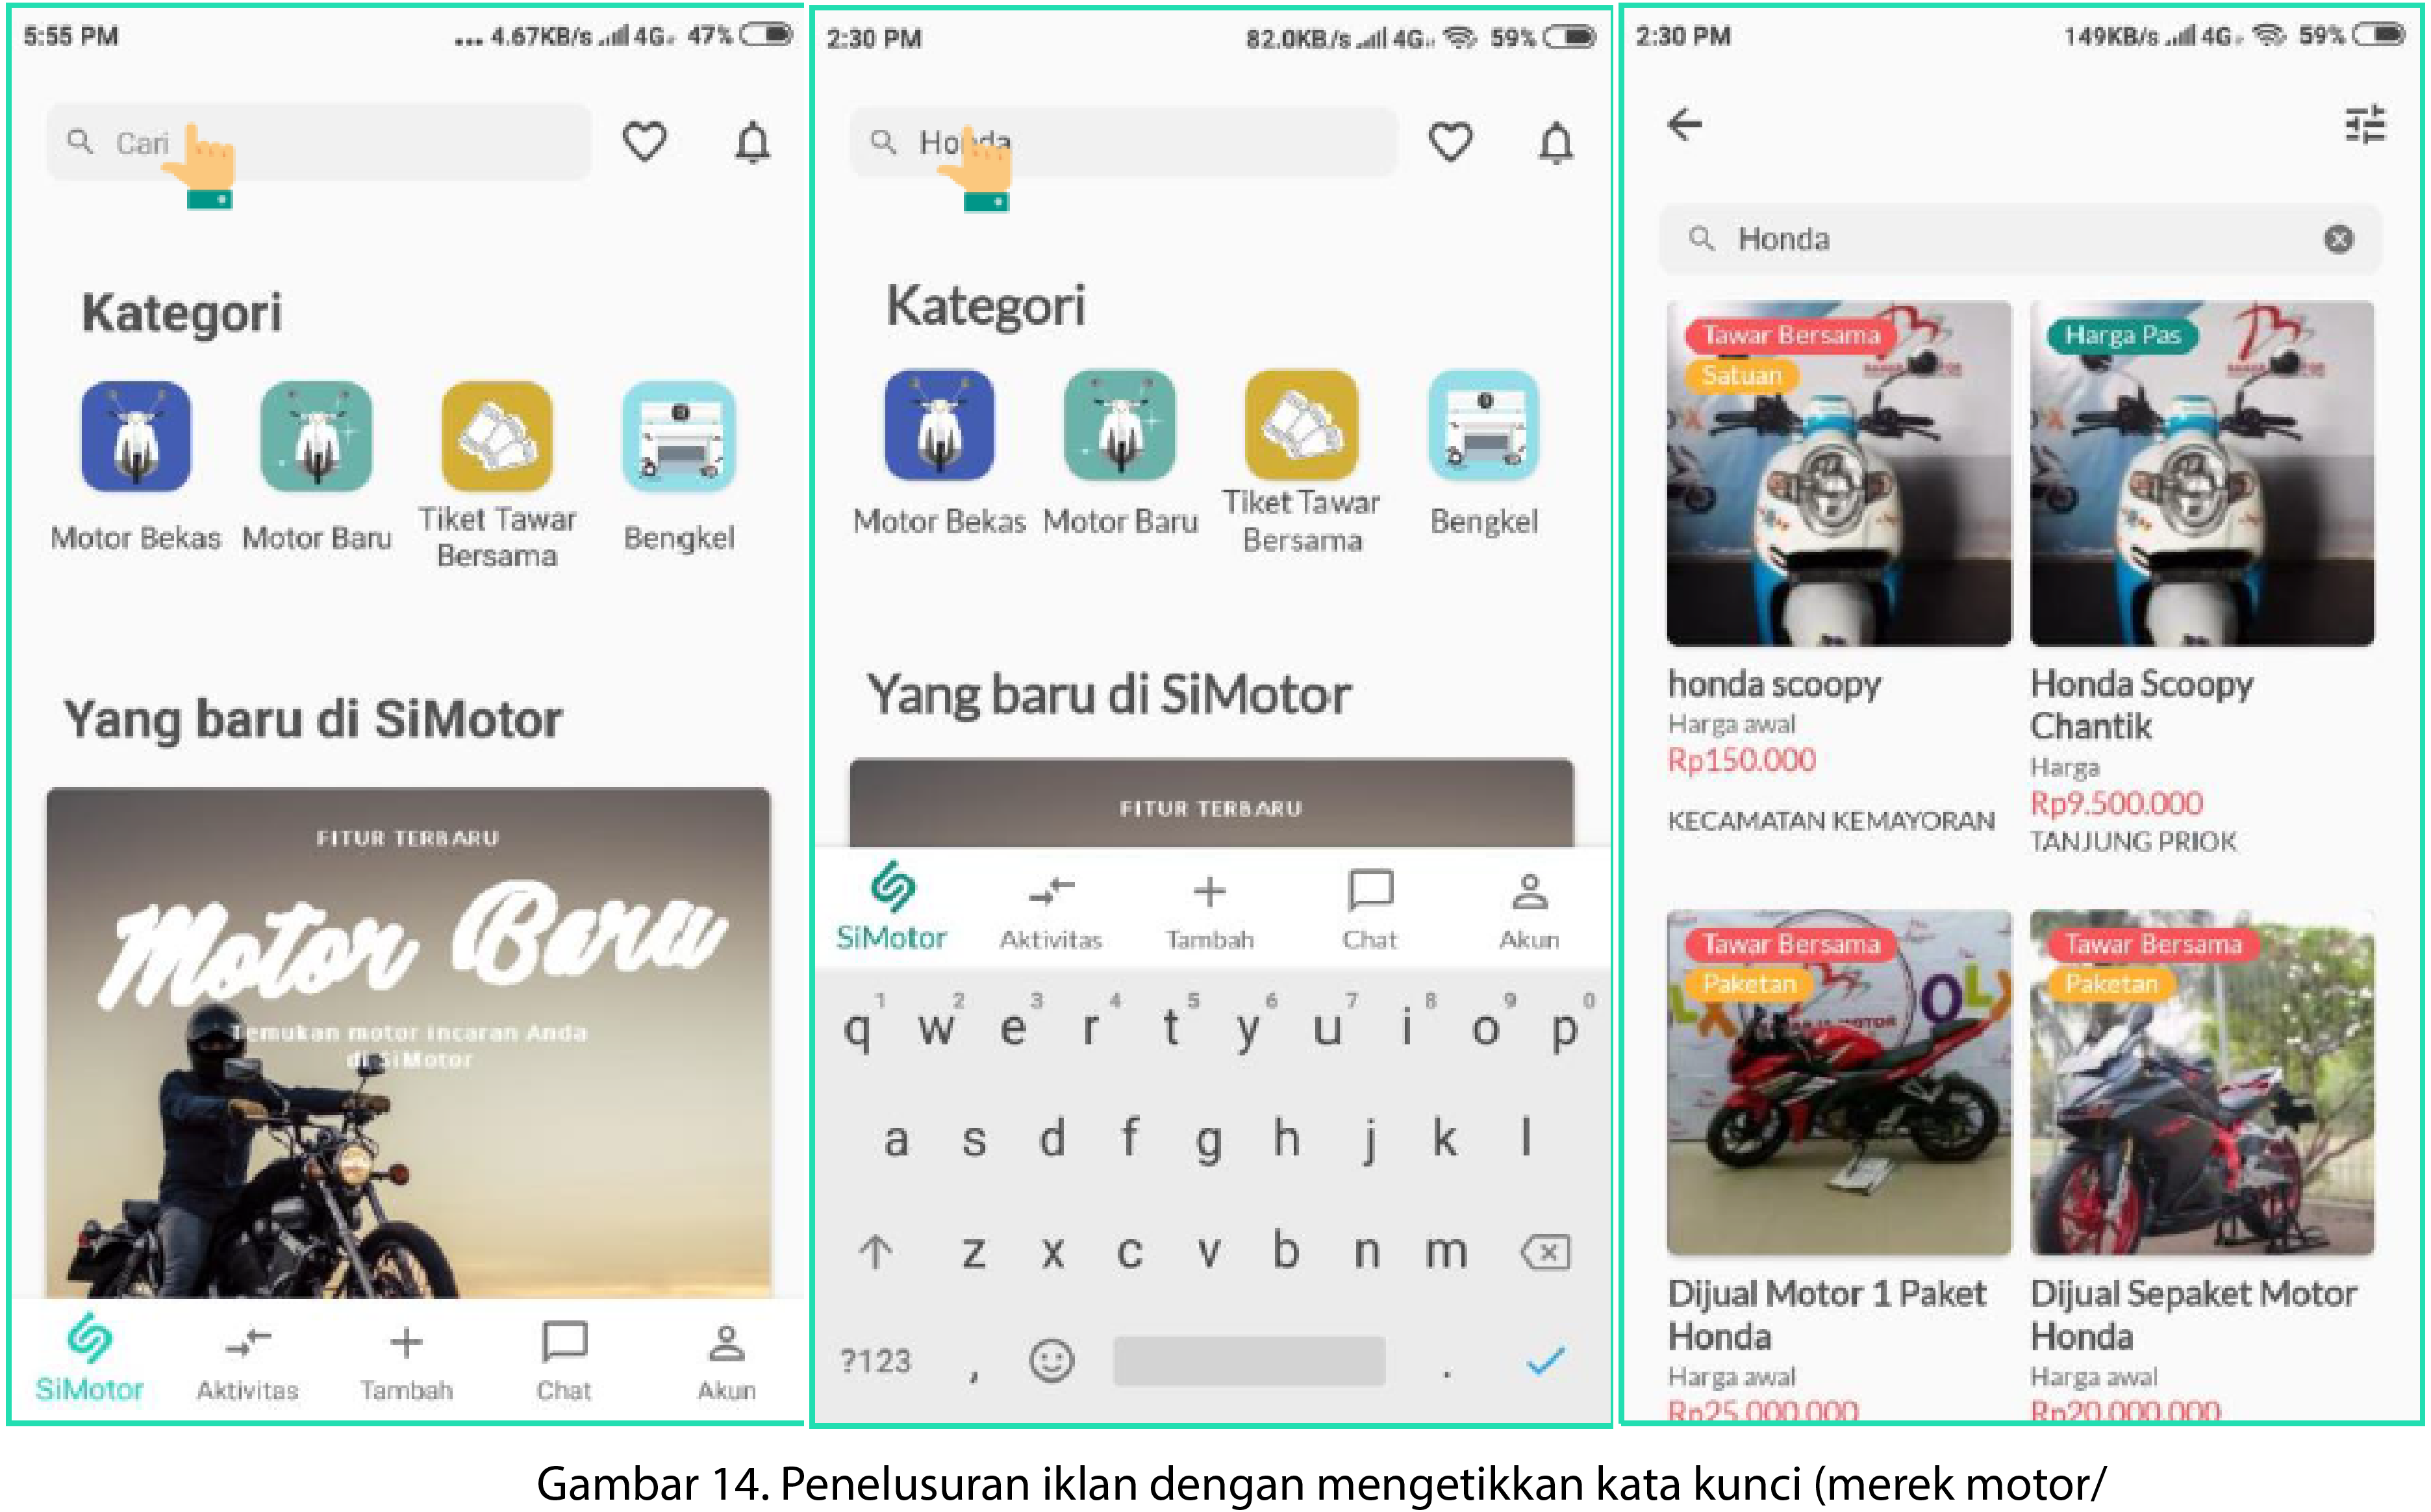 5:55 PM
... 4.67KB/s 4G 47%
Cari
Kategori
Motor Bekas
Motor Baru
Tiket Tawar
Bersama
Bengkel
Yang baru di SiMotor
FITUR TERBARU
Motor Baru
Temukan motor incaran Anda
di SiMotor
SiMotor
Aktivitas
Tambah
Chat
Akun
2:30 PM
82.0KB/s 4G 59%
Honda
Kategori
Motor Bekas
Motor Baru
Tiket Tawar
Bersama
Bengkel
Yang baru di SiMotor
FITUR TERBARU
SiMotor
Aktivitas
Tambah
Chat
Akun
1 2 3 4 5 6 7 8 9 0
q w e r t y u i o p
a s d f g h j k l
z x c v b n m
?123 , .
2:30 PM
149KB/s 4G 59%
Honda
Tawar Bersama
Satuan
honda scoopy
Harga awal
Rp150.000
KECAMATAN KEMAYORAN
Harga Pas
Honda Scoopy
Chantik
Harga
Rp9.500.000
TANJUNG PRIOK
Tawar Bersama
Paketan
Dijual Motor 1 Paket
Honda
Harga awal
Rp25.000.000
Tawar Bersama
Paketan
Dijual Sepaket Motor
Honda
Harga awal
Rp20.000.000
Gambar 14. Penelusuran iklan dengan mengetikkan kata kunci (merek motor/